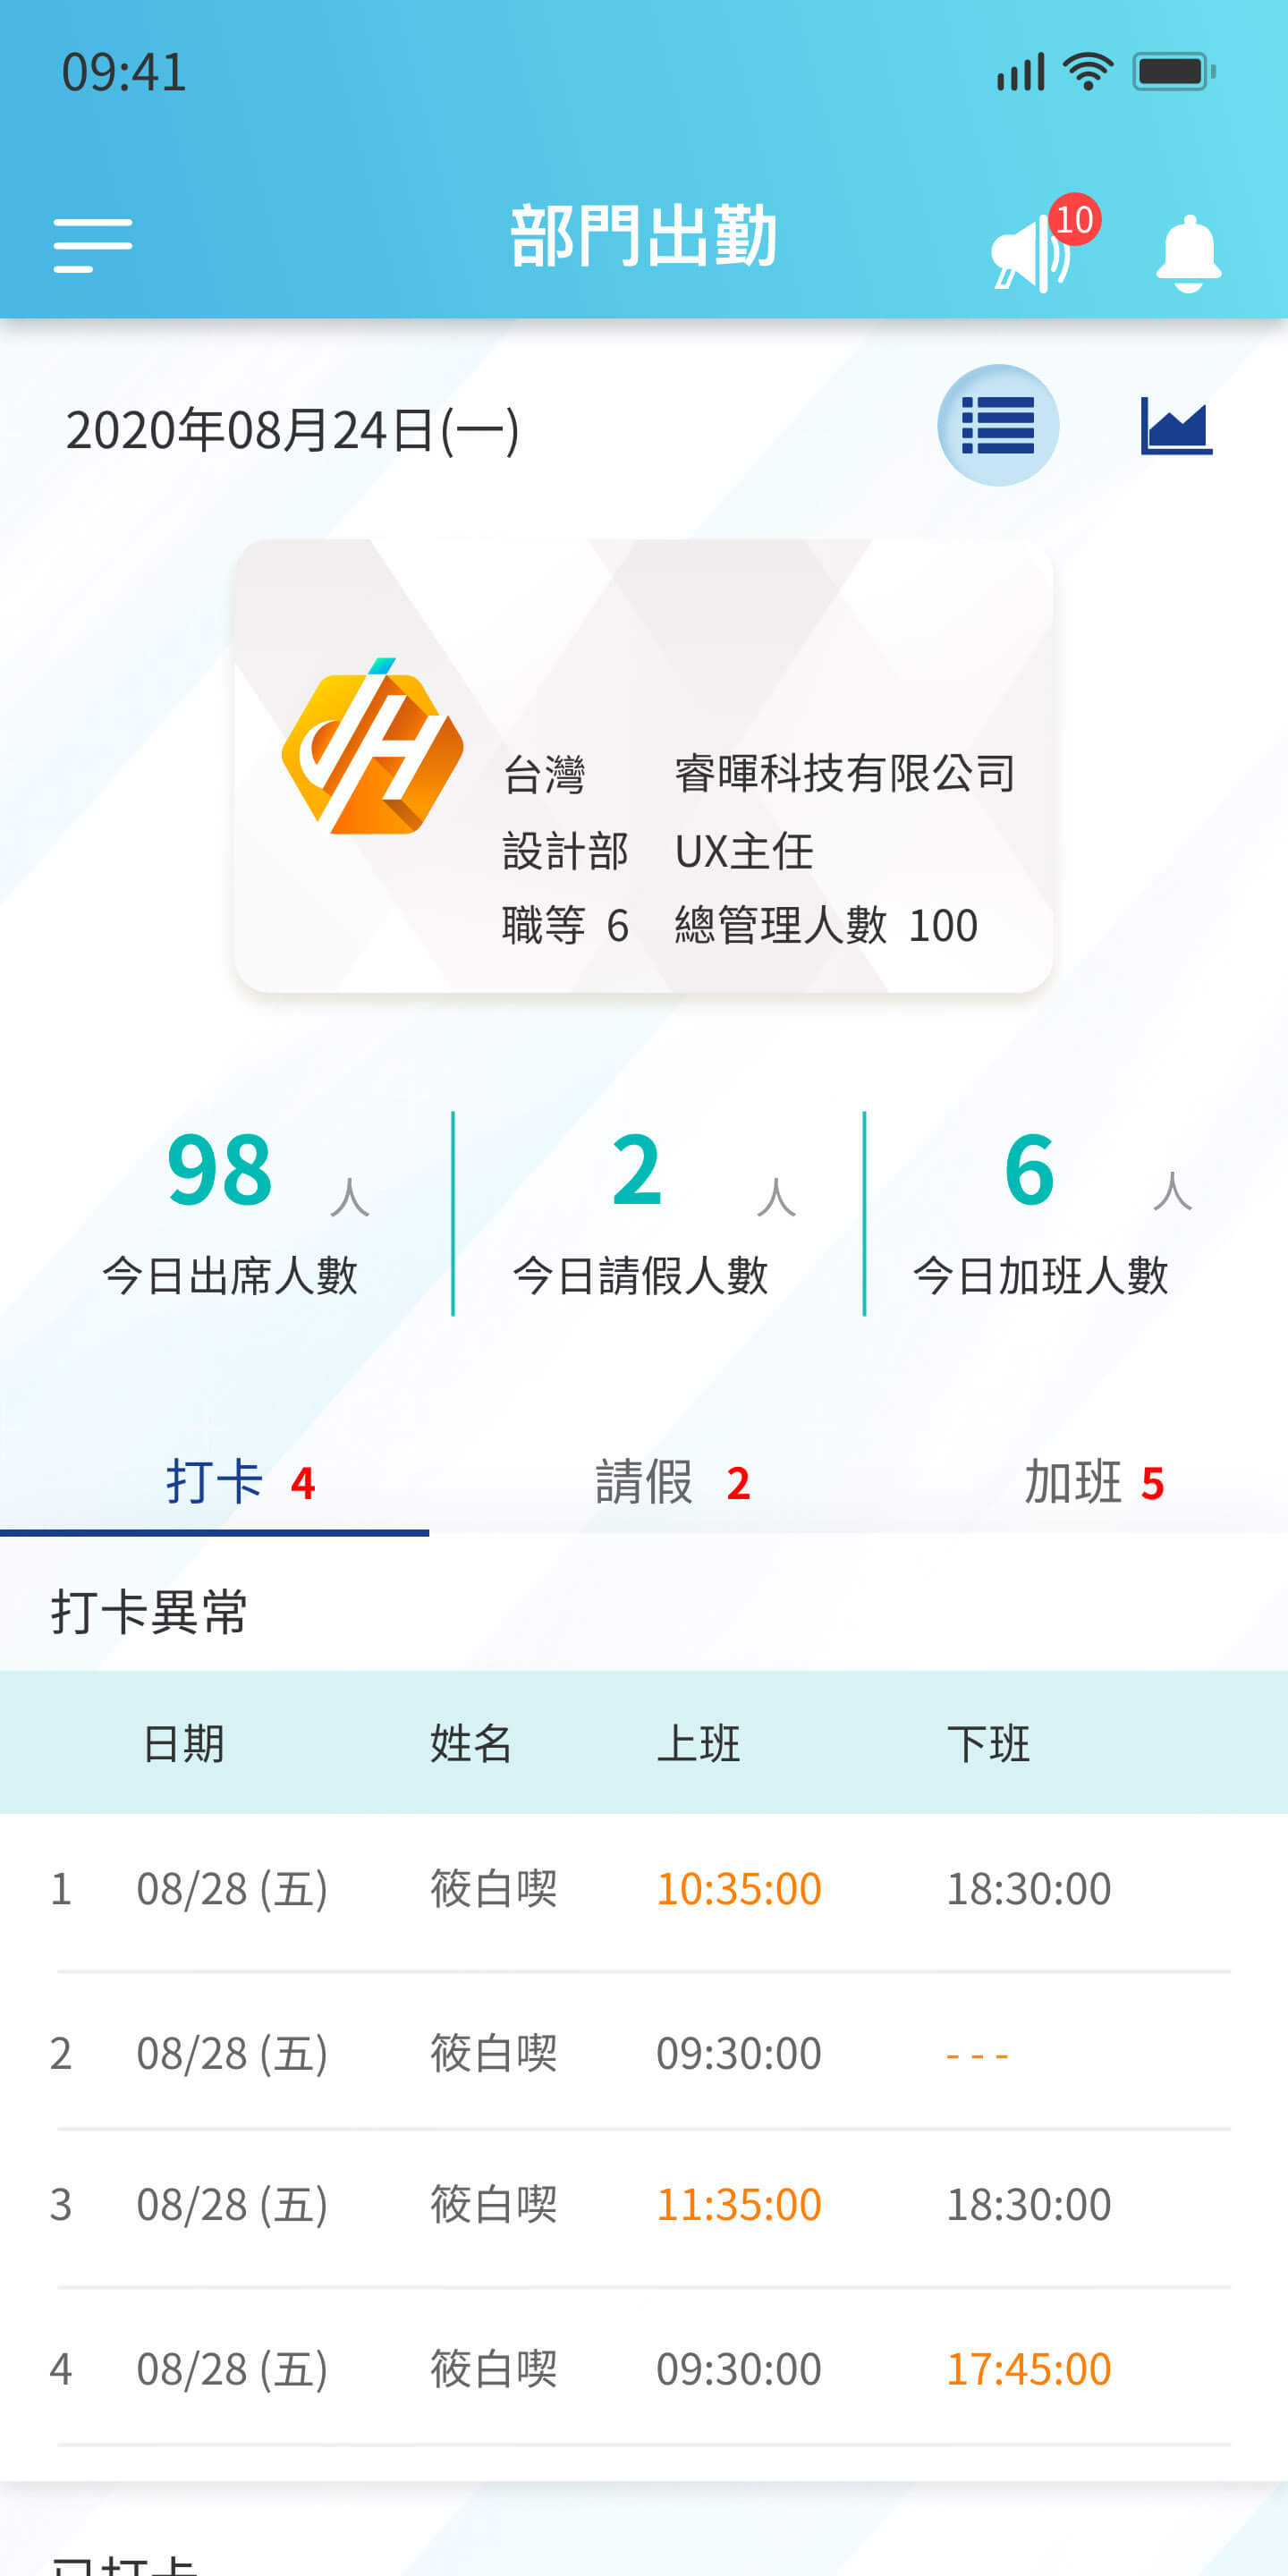 09:41
部門出勤
10
2020年08月24日(一)
台灣 睿暉科技有限公司
設計部 UX主任
職等 6 總管理人數 100
98 人 2 人 6 人
今日出席人數 今日請假人數 今日加班人數
打卡 4 請假 2 加班 5
打卡異常
日期 姓名 上班 下班
1 08/28 (五) 筱白喫 10:35:00 18:30:00
2 08/28 (五) 筱白喫 09:30:00 - - -
3 08/28 (五) 筱白喫 11:35:00 18:30:00
4 08/28 (五) 筱白喫 09:30:00 17:45:00
已打卡